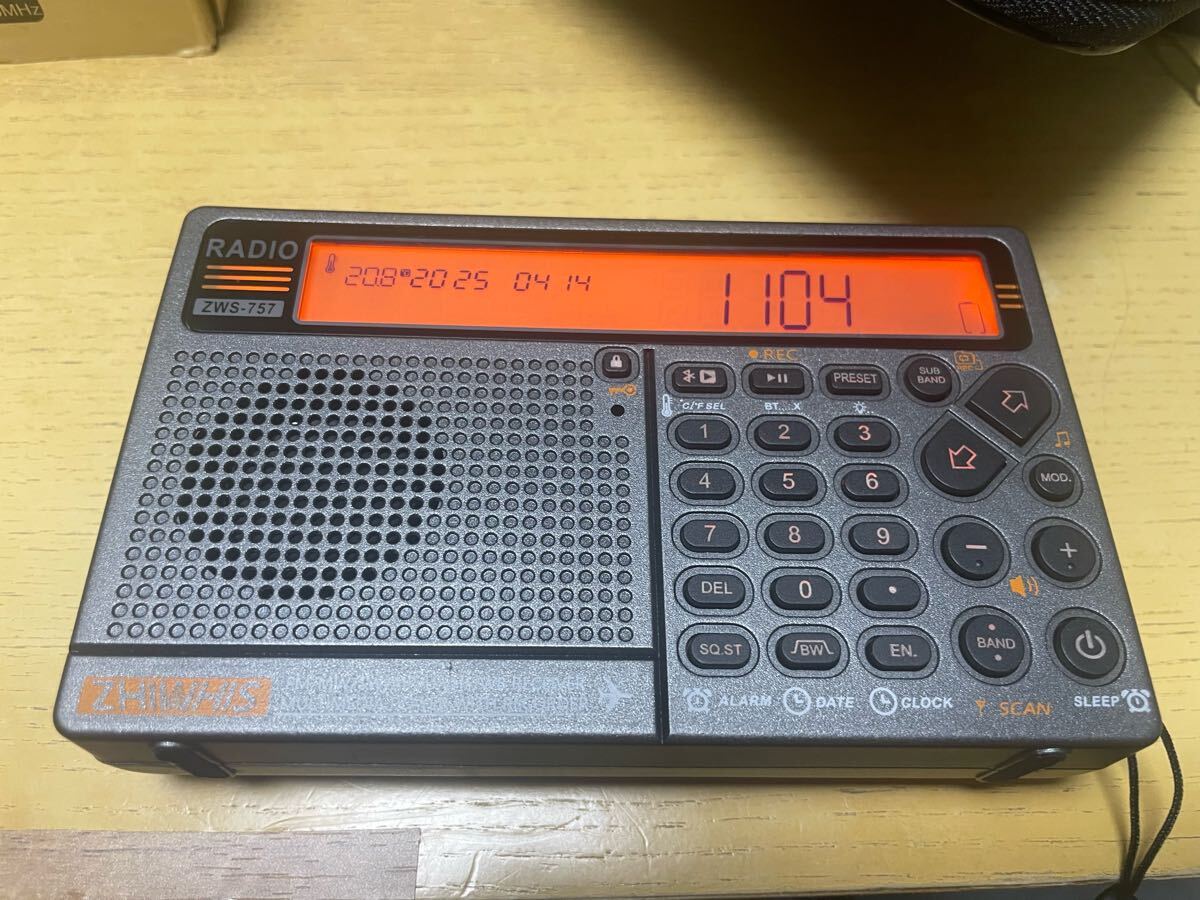 MHz
RADIO
ZWS-757
20.8°C 2025 04 14
1104
.REC
PRESET
SUB
BAND
REC
°C/°F SEL
BT....X
1
2
3
4
5
6
MOD.
7
8
9
DEL
0
.
SQ.ST
BW
EN.
BAND
ALARM
DATE
CLOCK
SCAN
SLEEP
ZHIWHIS